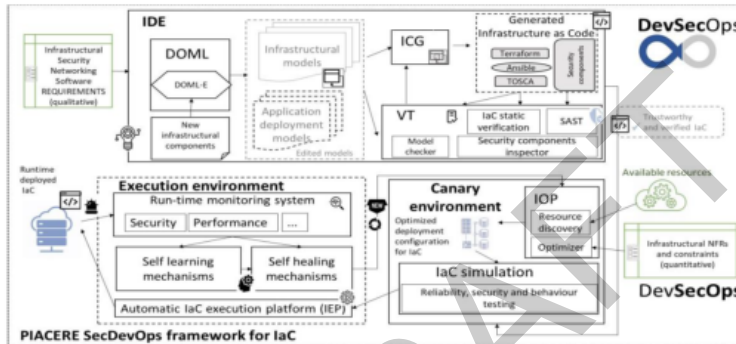 IDE
Generated
Infrastructure as Code
DevSecOps
Infrastructural
Security
Networking
Software
REQUIREMENTS
(qualitative)
DOML
DOML-E
New
infrastructural
components
Infrastructural
models
Application
deployment
models
Edited models
ICG
Terraform
Ansible
TOSCA
Security
components
VT
IaC static
verification
SAST
Model
checker
Security components
inspector
Trustworthy
and verified IaC
Runtime
deployed
IaC
Execution environment
Run-time monitoring system
Security
Performance
...
Self learning
mechanisms
Self healing
mechanisms
Automatic IaC execution platform (IEP)
NEW
Canary
environment
Optimized
deployment
configuration
for IaC
IOP
Resource
discovery
Optimizer
IaC simulation
Reliability, security and behaviour
testing
Available resources
Infrastructural NFRs
and constraints
(quantitative)
DevSecOps
PIACERE SecDevOps framework for IaC
DRAFT